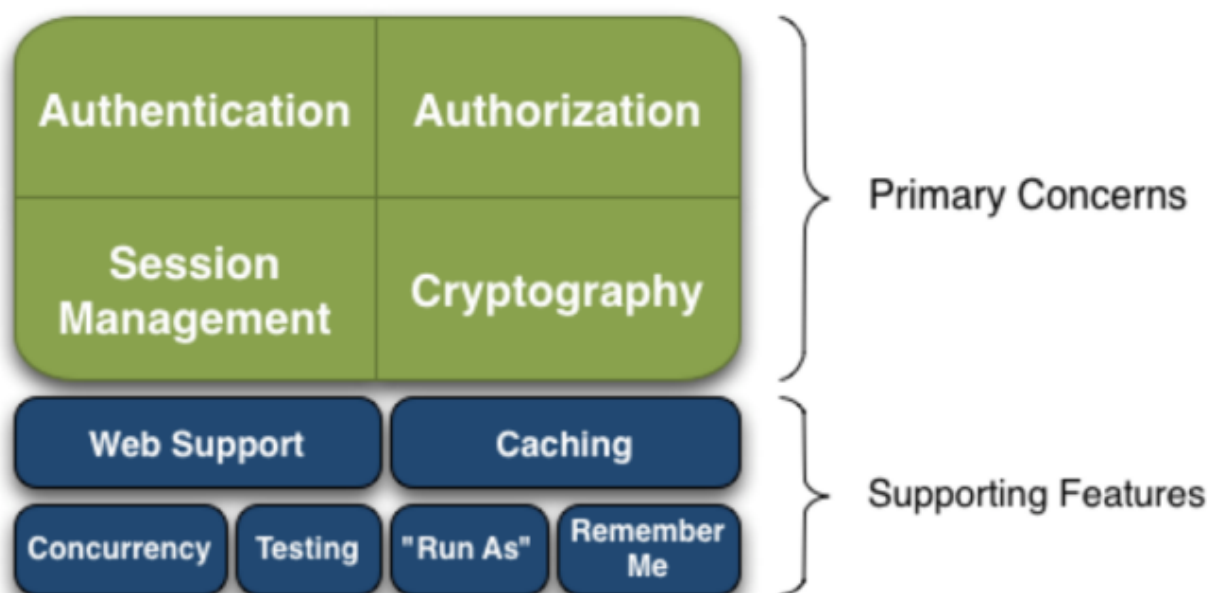 Authentication
Authorization
Session
Management
Cryptography
Primary Concerns
Web Support
Caching
Concurrency
Testing
"Run As"
Remember
Me
Supporting Features